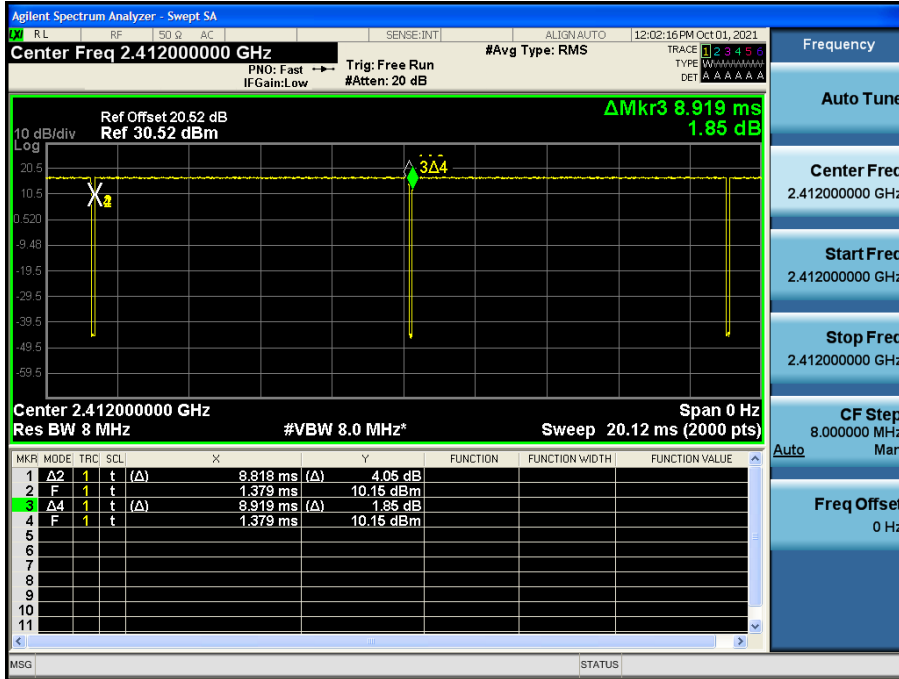 Agilent Spectrum Analyzer - Swept SA
LXI RL RF 50 Ω AC SENSE:INT ALIGN AUTO 12:02:16 PM Oct 01, 2021
Center Freq 2.412000000 GHz #Avg Type: RMS TRACE 1 2 3 4 5 6
PNO: Fast Trig: Free Run TYPE WWWWWW
IFGain:Low #Atten: 20 dB DET A A A A A A
Frequency
Auto Tune
Center Freq
2.412000000 GHz
Start Freq
2.412000000 GHz
Stop Freq
2.412000000 GHz
CF Step
8.000000 MHz
Auto Man
Freq Offset
0 Hz
ΔMkr3 8.919 ms
1.85 dB
Ref Offset 20.52 dB
10 dB/div Ref 30.52 dBm
Log
3Δ4
20.5
10.5
0.520
-9.48
-19.5
-29.5
-39.5
-49.5
-59.5
Center 2.412000000 GHz Span 0 Hz
Res BW 8 MHz #VBW 8.0 MHz* Sweep 20.12 ms (2000 pts)
MKR MODE TRC SCL X Y FUNCTION FUNCTION WIDTH FUNCTION VALUE
1 Δ2 1 t (Δ) 8.818 ms (Δ) 4.05 dB
2 F 1 t 1.379 ms 10.15 dBm
3 Δ4 1 t (Δ) 8.919 ms (Δ) 1.85 dB
4 F 1 t 1.379 ms 10.15 dBm
5
6
7
8
9
10
11
MSG STATUS